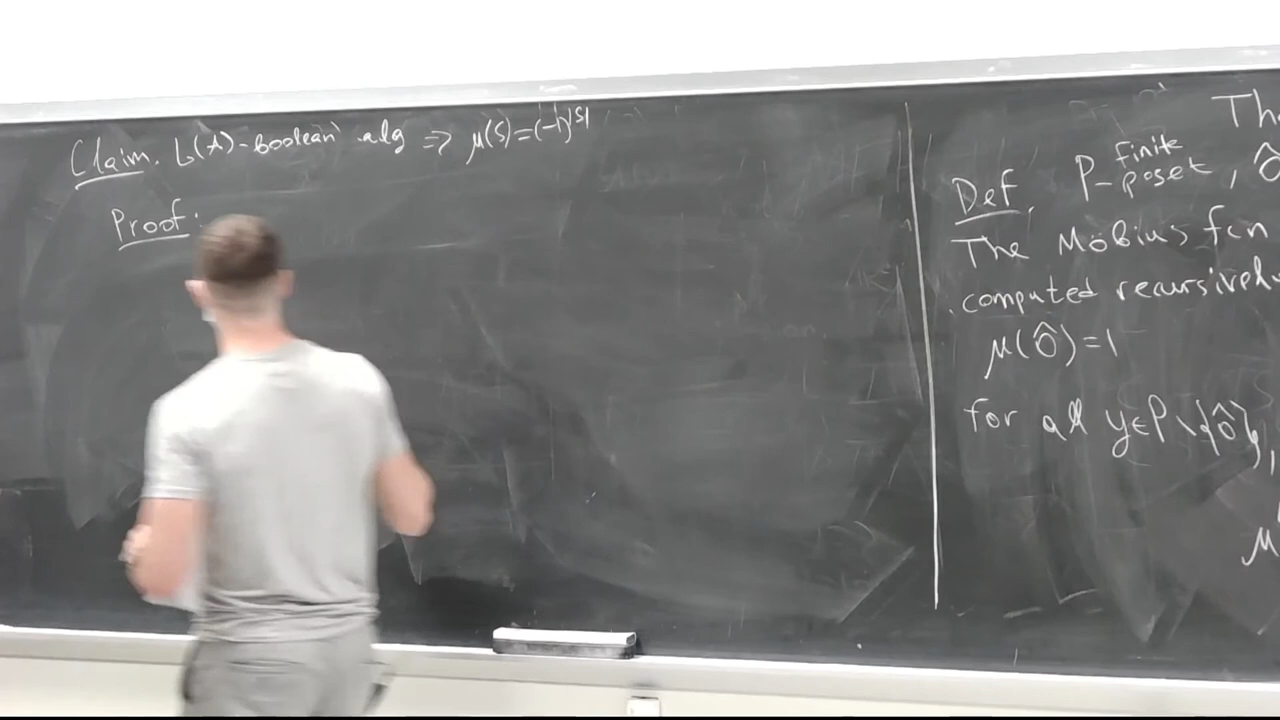 Claim. L(A)-boolean alg ⇒ μ(S)=(-1)^|S|
Proof:
Def. P- finite poset, 0̂
The Möbius fcn
computed recursively
μ(0̂)=1
for all y∈P\{0̂},
μ